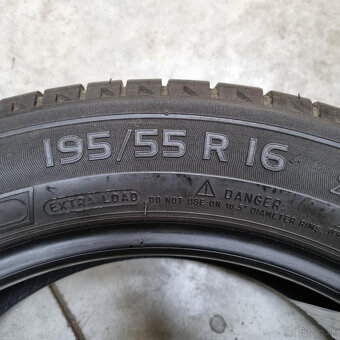 195/55 R 16
EXTRA LOAD
DANGER:
DO NOT USE ON 16.5" DIAMETER RIMS.